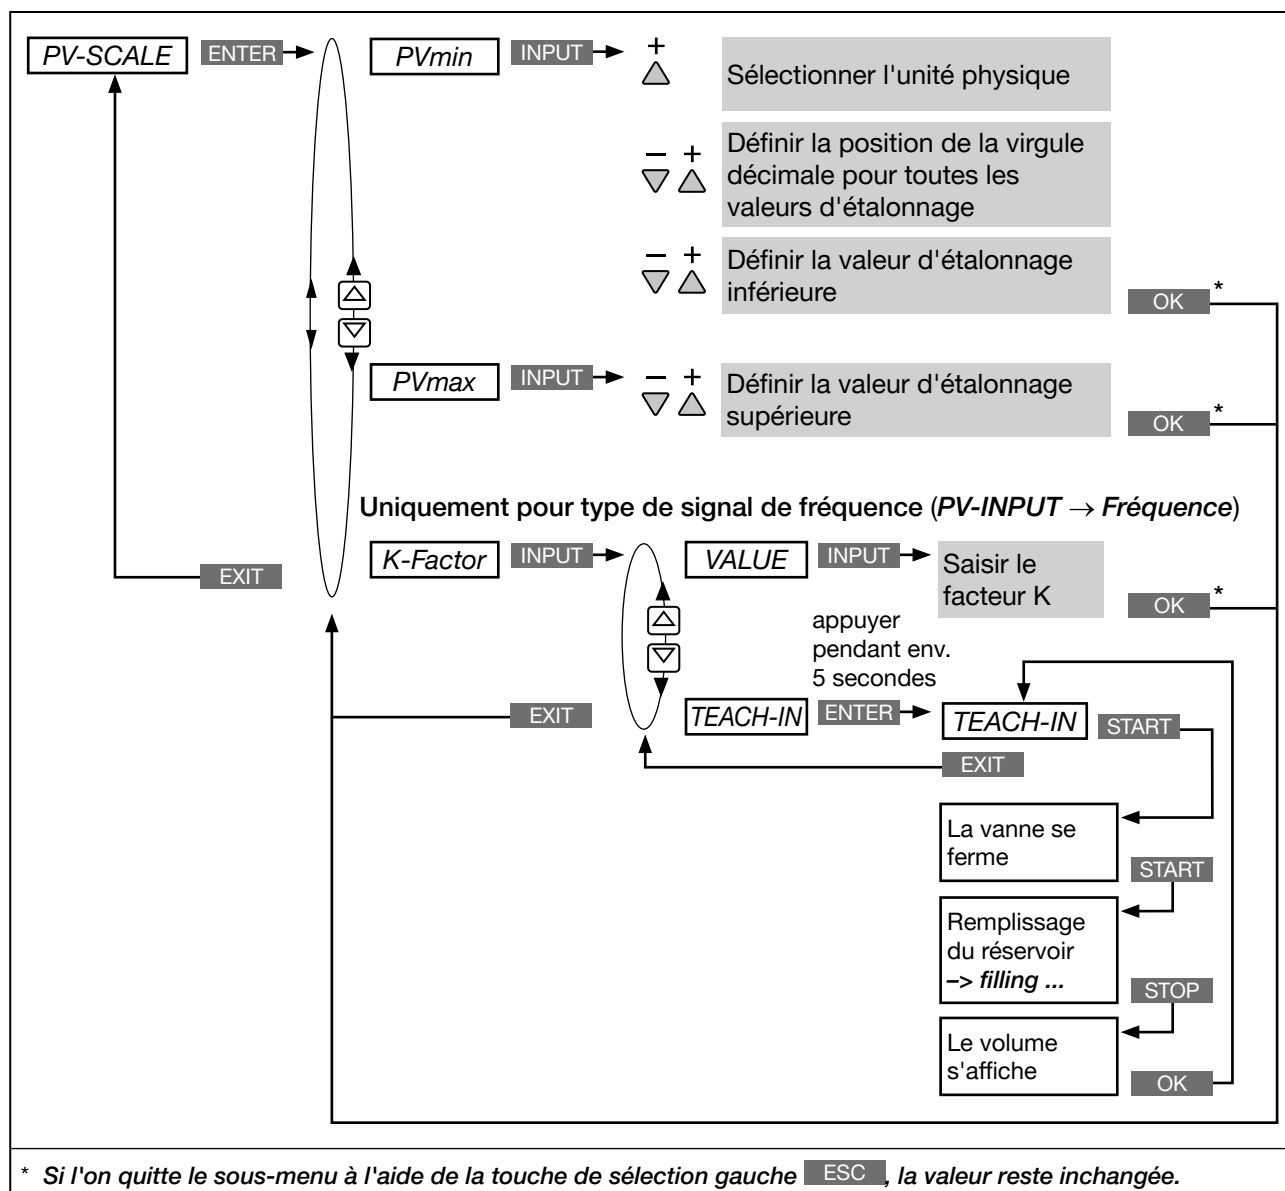 PV-SCALE ENTER PVmin INPUT +
Sélectionner l'unité physique
– +
Définir la position de la virgule
décimale pour toutes les
valeurs d'étalonnage
– +
Définir la valeur d'étalonnage
inférieure
OK *
PVmax INPUT – +
Définir la valeur d'étalonnage
supérieure
OK *
Uniquement pour type de signal de fréquence (PV-INPUT → Fréquence)
K-Factor INPUT VALUE INPUT
Saisir le
facteur K
EXIT
OK *
appuyer
pendant env.
5 secondes
EXIT TEACH-IN ENTER TEACH-IN START
EXIT
La vanne se
ferme
START
Remplissage
du réservoir
–> filling ...
STOP
Le volume
s'affiche
OK
* Si l'on quitte le sous-menu à l'aide de la touche de sélection gauche ESC , la valeur reste inchangée.